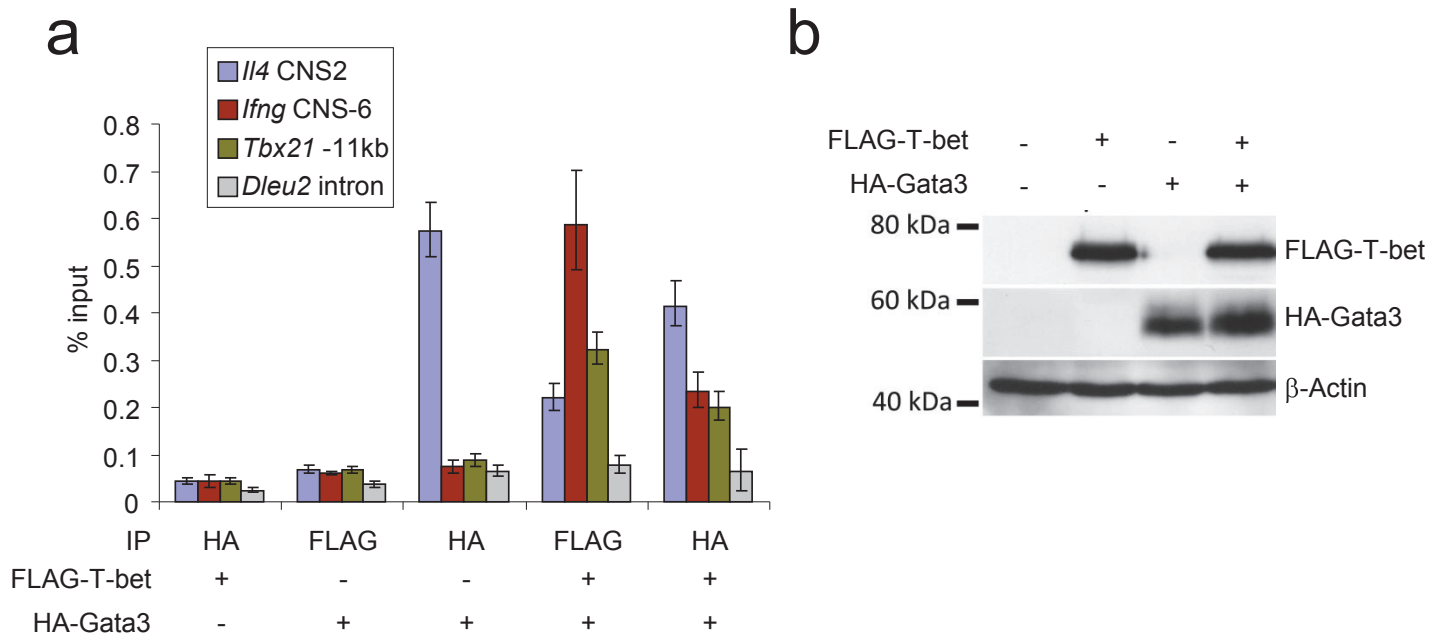 a
Il4 CNS2
Ifng CNS-6
Tbx21 -11kb
Dleu2 intron
% input
0.8
0.7
0.6
0.5
0.4
0.3
0.2
0.1
0
IP HA FLAG HA FLAG HA
FLAG-T-bet + - - + +
HA-Gata3 - + + + +
b
FLAG-T-bet - + - +
HA-Gata3 - - + +
80 kDa
FLAG-T-bet
60 kDa
HA-Gata3
β-Actin
40 kDa